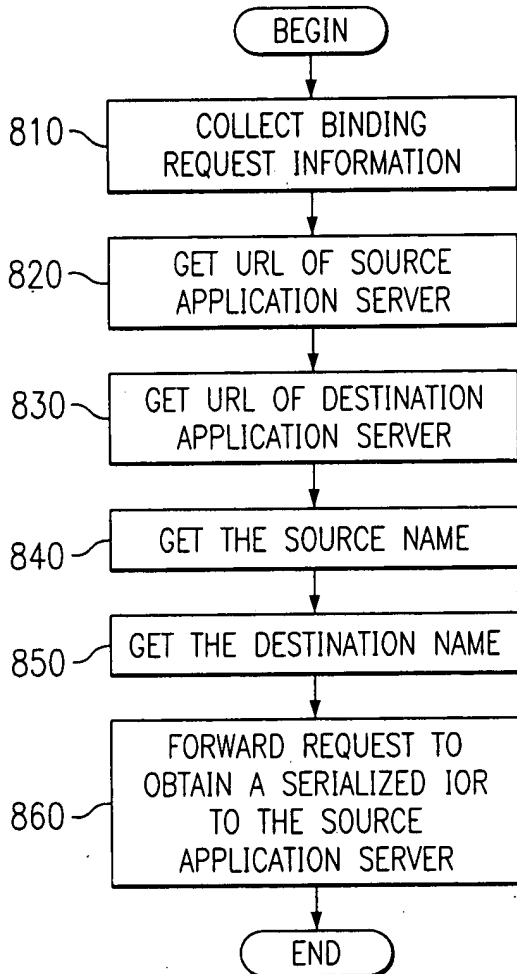 BEGIN
810
COLLECT BINDING
REQUEST INFORMATION
820
GET URL OF SOURCE
APPLICATION SERVER
830
GET URL OF DESTINATION
APPLICATION SERVER
840
GET THE SOURCE NAME
850
GET THE DESTINATION NAME
860
FORWARD REQUEST TO
OBTAIN A SERIALIZED IOR
TO THE SOURCE
APPLICATION SERVER
END